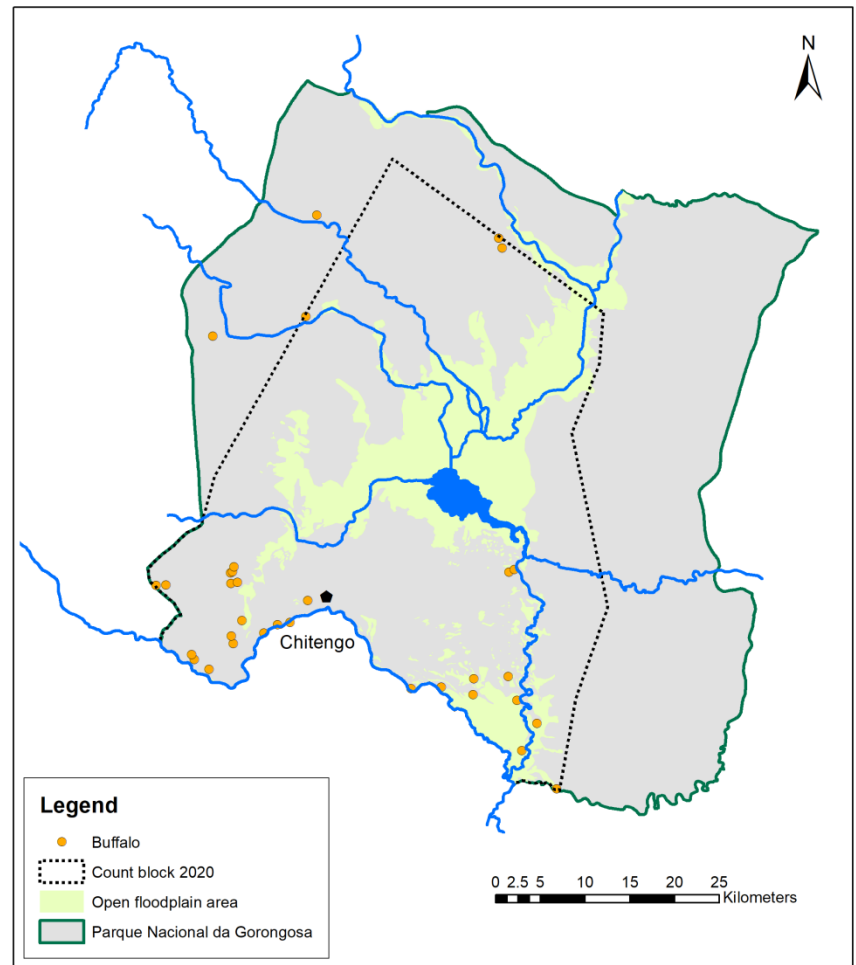 N
Chitengo
Legend
Buffalo
Count block 2020
Open floodplain area
Parque Nacional da Gorongosa
0 2.5 5 10 15 20 25
Kilometers